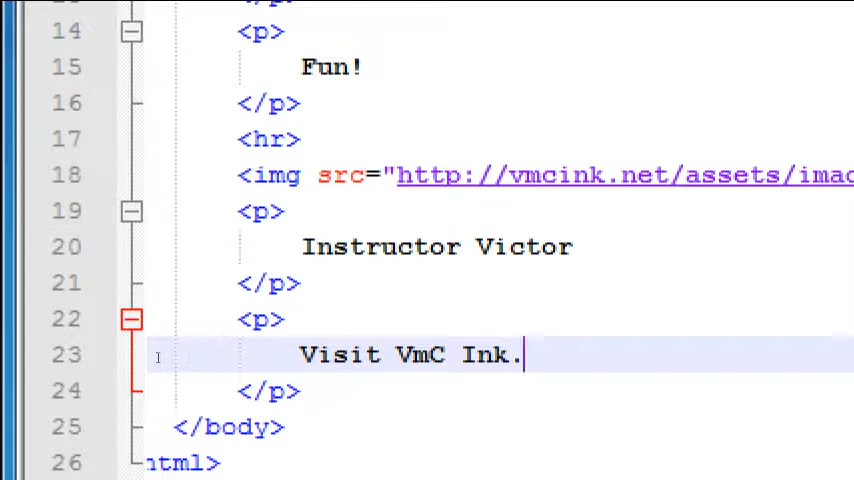 14 <p>
15 Fun!
16 </p>
17 <hr>
18 <img src="http://vmcink.net/assets/imag
19 <p>
20 Instructor Victor
21 </p>
22 <p>
23 Visit VmC Ink.
24 </p>
25 </body>
26 html>